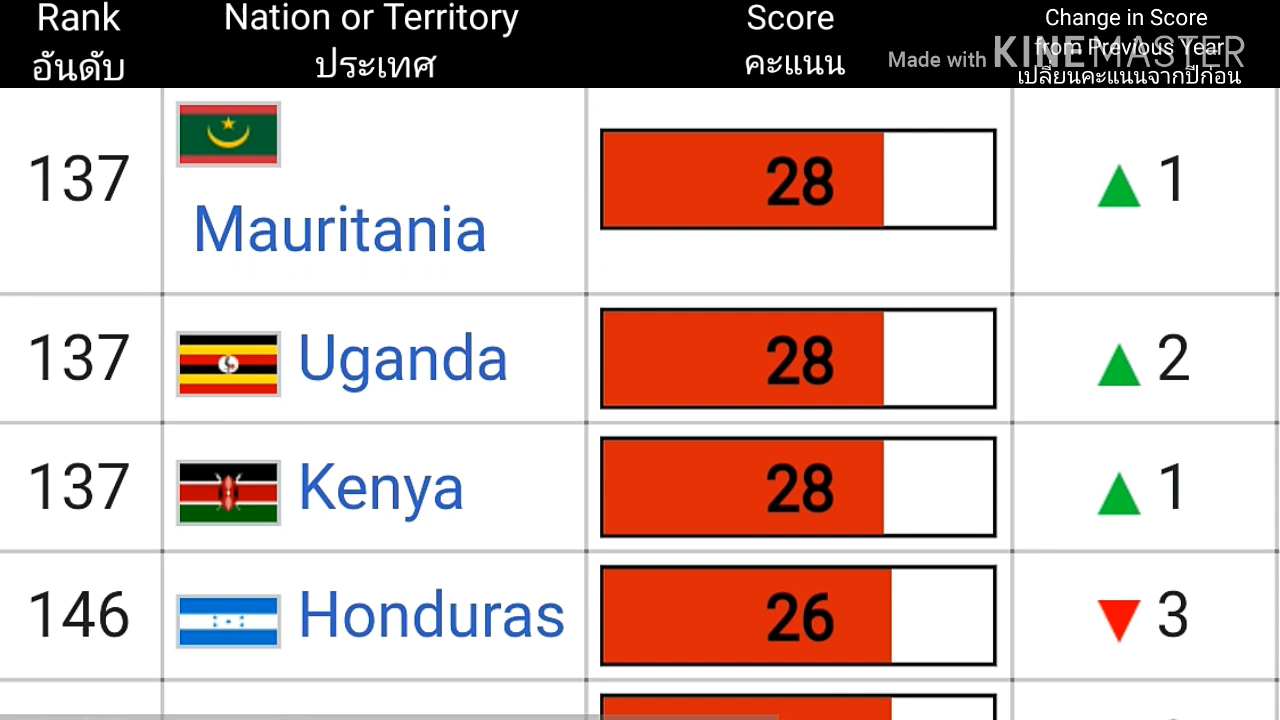 Rank
อันดับ
Nation or Territory
ประเทศ
Score
คะแนน
Change in Score
from Previous Year
เปลี่ยนคะแนนจากปีก่อน
Made with KINEMASTER
137 Mauritania 28 ▲ 1
137 Uganda 28 ▲ 2
137 Kenya 28 ▲ 1
146 Honduras 26 ▼ 3